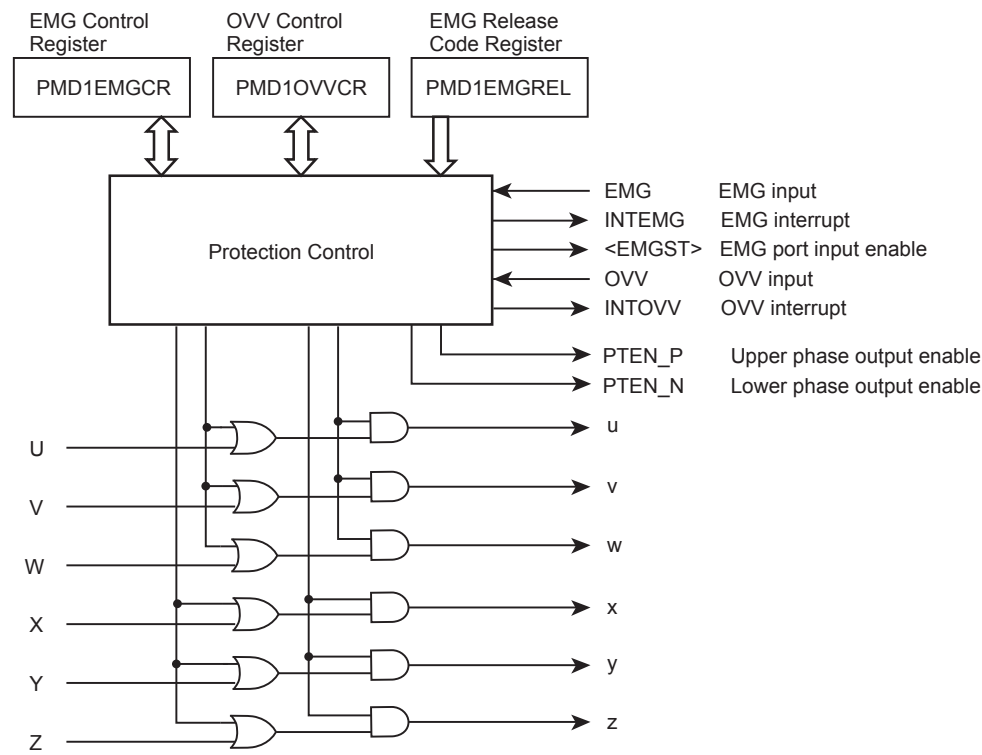 EMG Control
Register
OVV Control
Register
EMG Release
Code Register
PMD1EMGCR
PMD1OVVCR
PMD1EMGREL
Protection Control
EMG EMG input
INTEMG EMG interrupt
<EMGST> EMG port input enable
OVV OVV input
INTOVV OVV interrupt
PTEN_P Upper phase output enable
PTEN_N Lower phase output enable
U u
V v
W w
X x
Y y
Z z